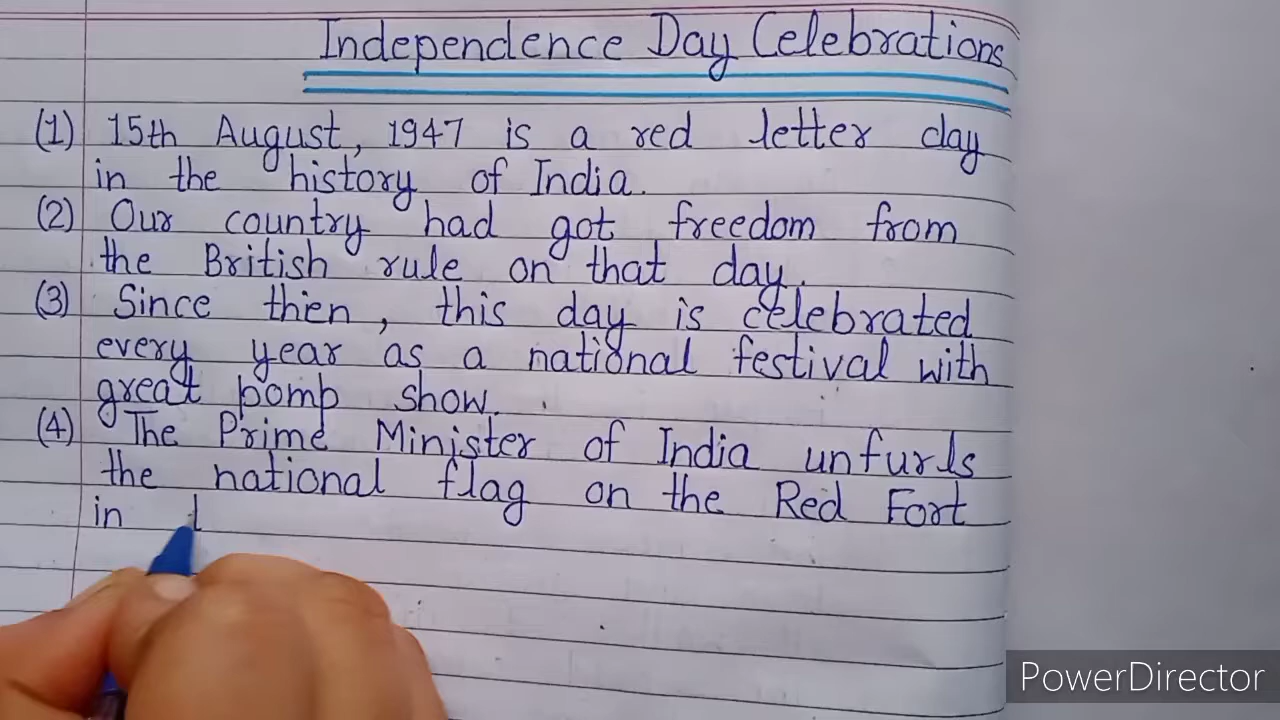 Independence Day Celebrations
(1) 15th August, 1947 is a red letter day
in the history of India.
(2) Our country had got freedom from
the British rule on that day.
(3) Since then, this day is celebrated
every year as a national festival with
great pomp show.
(4) The Prime Minister of India unfurls
the national flag on the Red Fort
in
PowerDirector